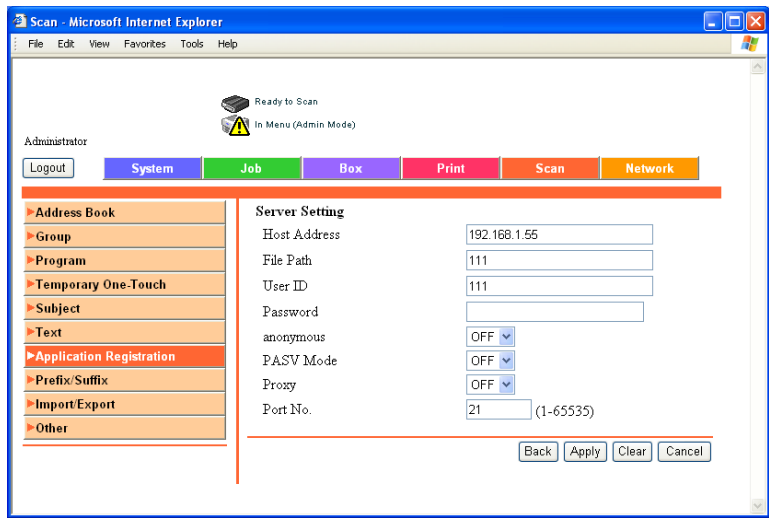 Scan - Microsoft Internet Explorer
File Edit View Favorites Tools Help
Ready to Scan
In Menu (Admin Mode)
Administrator
Logout System Job Box Print Scan Network
Address Book
Group
Program
Temporary One-Touch
Subject
Text
Application Registration
Prefix/Suffix
Import/Export
Other
Server Setting
Host Address 192.168.1.55
File Path 111
User ID 111
Password
anonymous OFF
PASV Mode OFF
Proxy OFF
Port No. 21 (1-65535)
Back Apply Clear Cancel